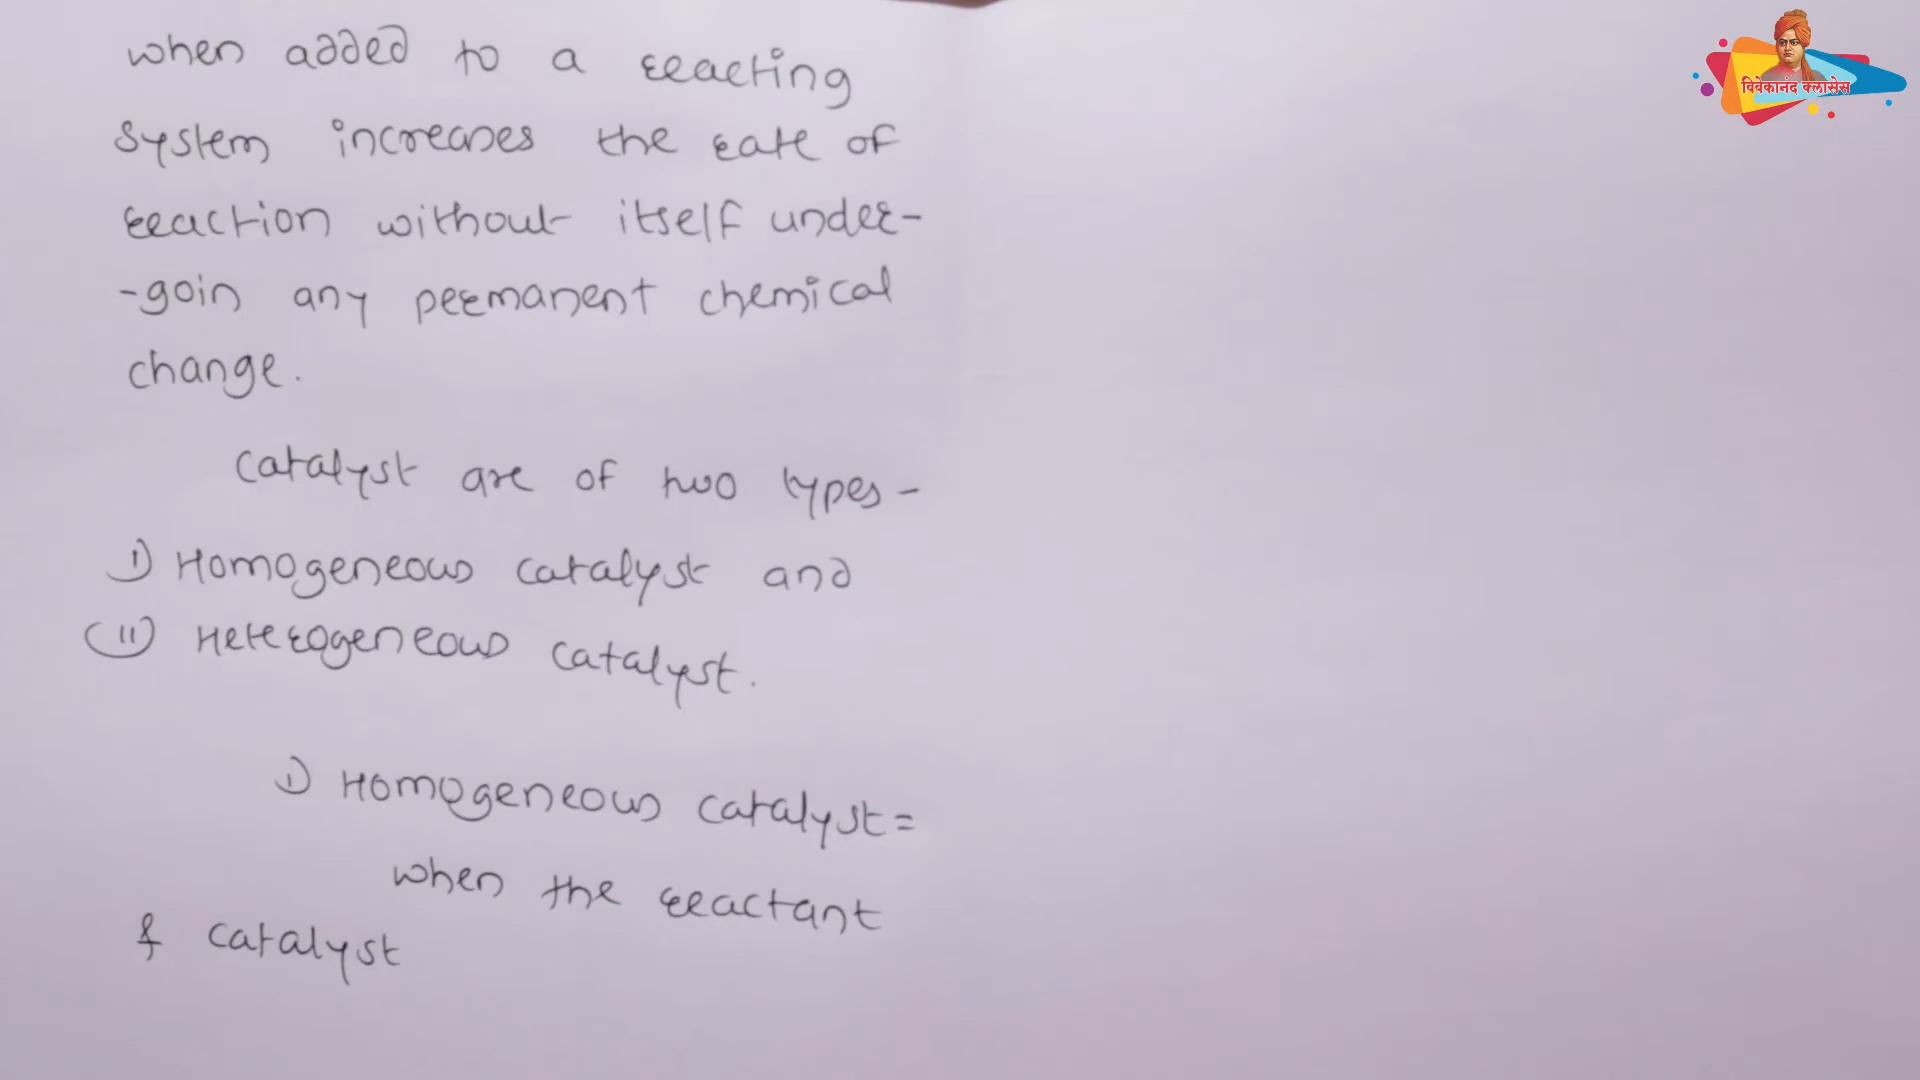 when added to a reacting
system increases the rate of
reaction without itself under-
-goin any permanent chemical
change.
catalyst are of two types-
i) Homogeneous catalyst and
(ii) Heterogeneous catalyst.
i) Homogeneous catalyst=
when the reactant
& catalyst
विवेकानंद क्लासेस